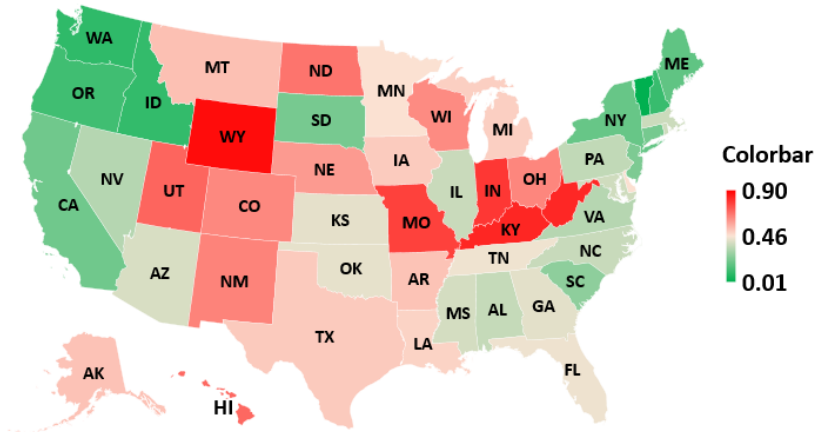 WA
ME
MT
ND
OR
MN
ID
SD
WI
NY
MI
WY
PA
IA
NE
OH
NV
UT
IL
IN
CA
CO
VA
KS
MO
KY
NC
TN
AZ
OK
AR
SC
NM
MS
AL
GA
TX
LA
FL
AK
HI
Colorbar
0.90
0.46
0.01